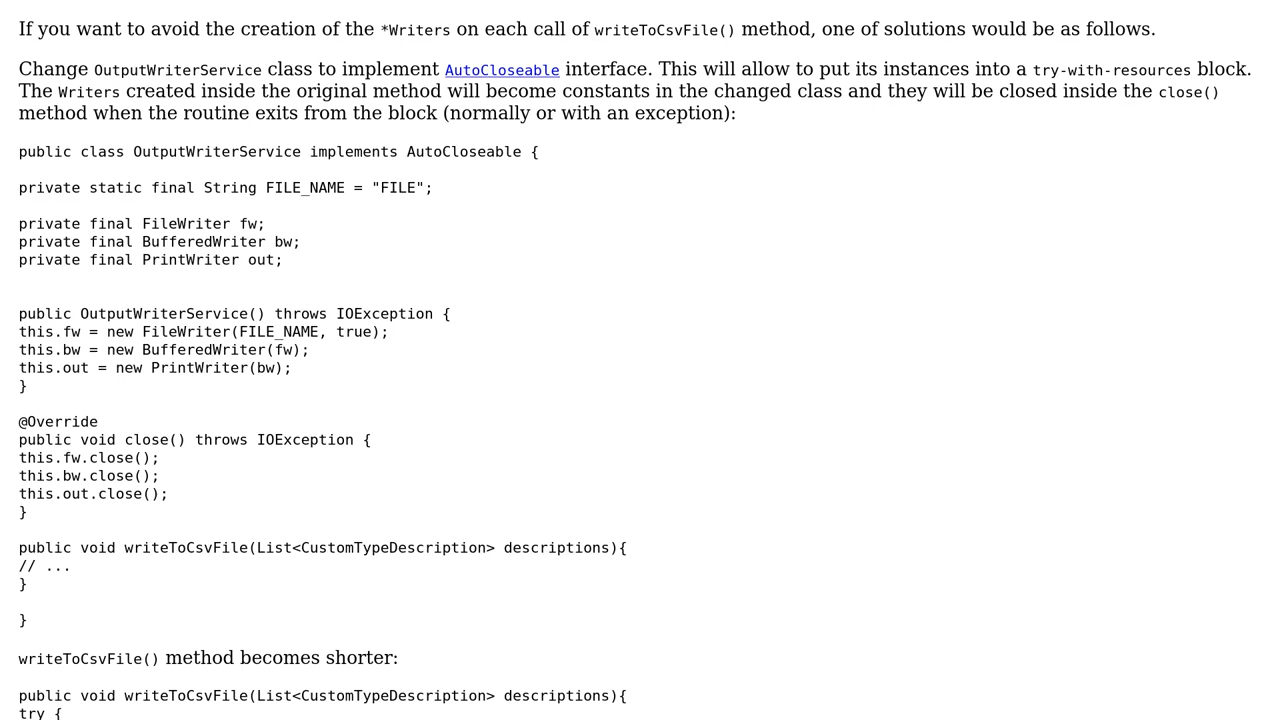 If you want to avoid the creation of the *Writers on each call of writeToCsvFile() method, one of solutions would be as follows.
Change OutputWriterService class to implement AutoCloseable interface. This will allow to put its instances into a try-with-resources block.
The Writers created inside the original method will become constants in the changed class and they will be closed inside the close()
method when the routine exits from the block (normally or with an exception):
public class OutputWriterService implements AutoCloseable {
private static final String FILE_NAME = "FILE";
private final FileWriter fw;
private final BufferedWriter bw;
private final PrintWriter out;
public OutputWriterService() throws IOException {
this.fw = new FileWriter(FILE_NAME, true);
this.bw = new BufferedWriter(fw);
this.out = new PrintWriter(bw);
}
@Override
public void close() throws IOException {
this.fw.close();
this.bw.close();
this.out.close();
}
public void writeToCsvFile(List<CustomTypeDescription> descriptions){
// ...
}
}
writeToCsvFile() method becomes shorter:
public void writeToCsvFile(List<CustomTypeDescription> descriptions){
try {